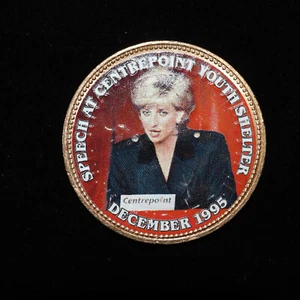 SPEECH AT CENTREPOINT YOUTH SHELTER
Centrepoint
DECEMBER 1995